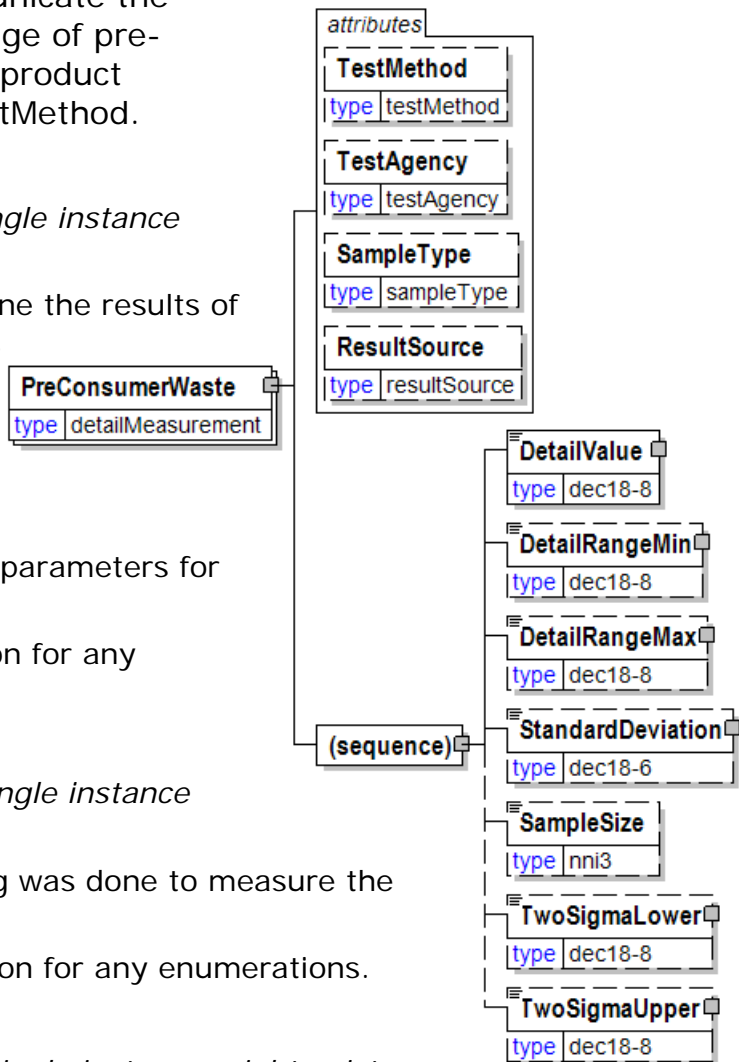 unicate the
ge of pre-
product
tMethod.
ngle instance
ne the results of
parameters for
on for any
ngle instance
g was done to measure the
on for any enumerations.
attributes
TestMethod
type testMethod
TestAgency
type testAgency
SampleType
type sampleType
ResultSource
type resultSource
PreConsumerWaste
type detailMeasurement
(sequence)
DetailValue
type dec18-8
DetailRangeMin
type dec18-8
DetailRangeMax
type dec18-8
StandardDeviation
type dec18-6
SampleSize
type nni3
TwoSigmaLower
type dec18-8
TwoSigmaUpper
type dec18-8